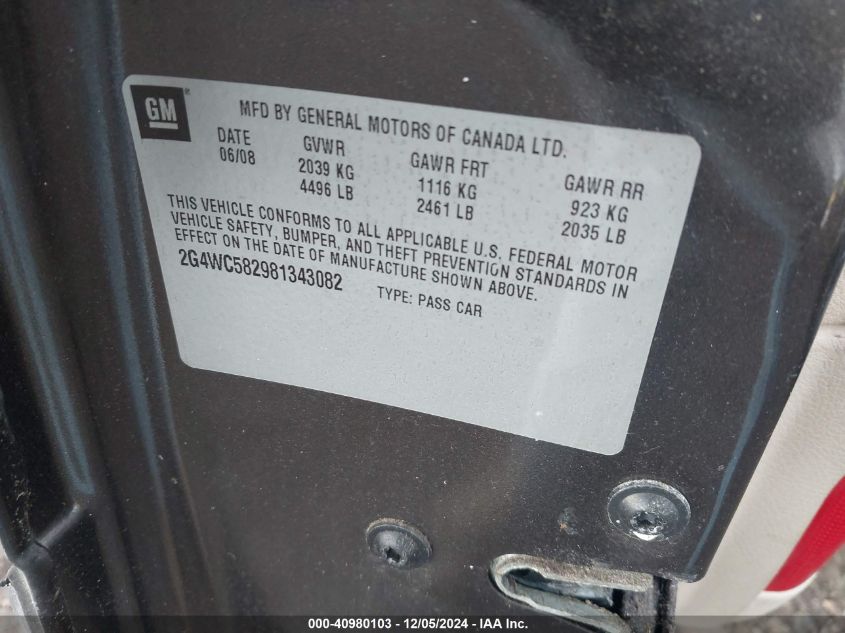 GM
MFD BY GENERAL MOTORS OF CANADA LTD.
DATE GVWR GAWR FRT GAWR RR
06/08 2039 KG 1116 KG 923 KG
4496 LB 2461 LB 2035 LB
THIS VEHICLE CONFORMS TO ALL APPLICABLE U.S. FEDERAL MOTOR
VEHICLE SAFETY, BUMPER, AND THEFT PREVENTION STANDARDS IN
EFFECT ON THE DATE OF MANUFACTURE SHOWN ABOVE.
2G4WC582981343082 TYPE: PASS CAR
000-40980103 - 12/05/2024 - IAA Inc.